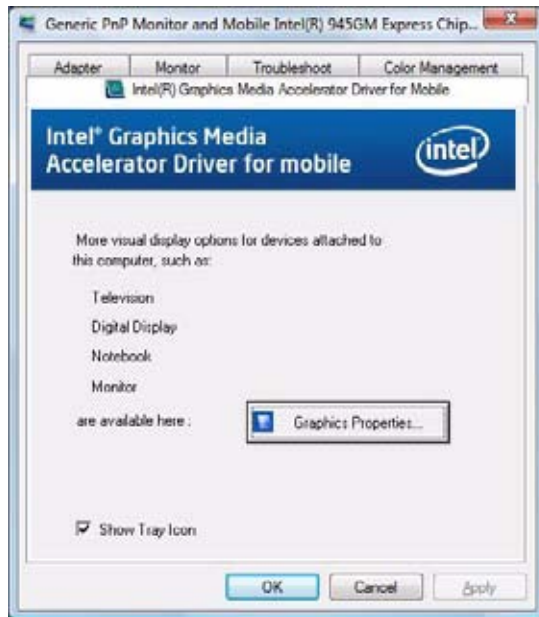 Generic PnP Monitor and Mobile Intel(R) 945GM Express Chip...
Adapter
Monitor
Troubleshoot
Color Management
Intel(R) Graphics Media Accelerator Driver for Mobile
Intel® Graphics Media
Accelerator Driver for mobile
intel
More visual display options for devices attached to
this computer, such as:
Television
Digital Display
Notebook
Monitor
are available here :
Graphics Properties...
Show Tray Icon
OK
Cancel
Apply